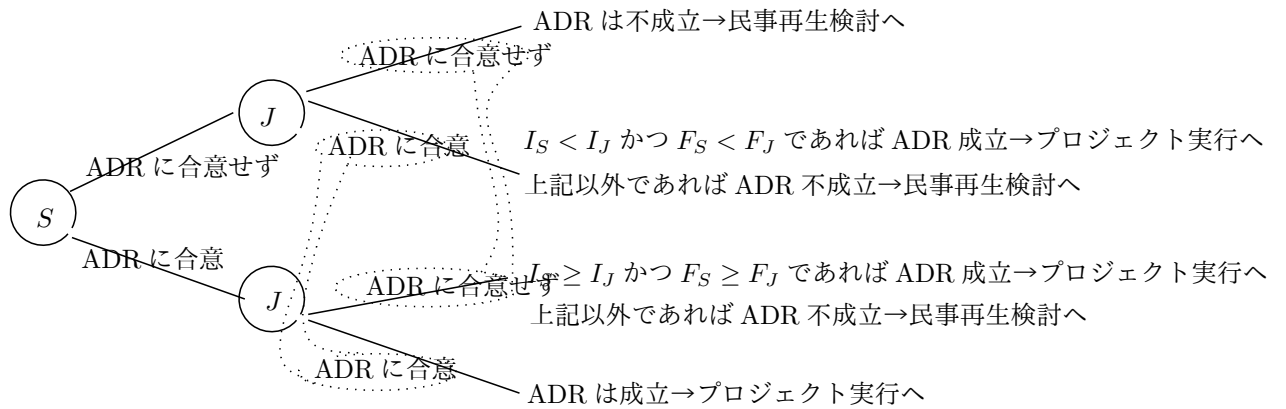 ADR は不成立→民事再生検討へ
ADR に合意せず
J
ADR に合意
I_S < I_J かつ F_S < F_J であれば ADR 成立→プロジェクト実行へ
上記以外であれば ADR 不成立→民事再生検討へ
ADR に合意せず
S
ADR に合意
J
ADR に合意せず
I_S ≥ I_J かつ F_S ≥ F_J であれば ADR 成立→プロジェクト実行へ
上記以外であれば ADR 不成立→民事再生検討へ
ADR に合意
ADR は成立→プロジェクト実行へ